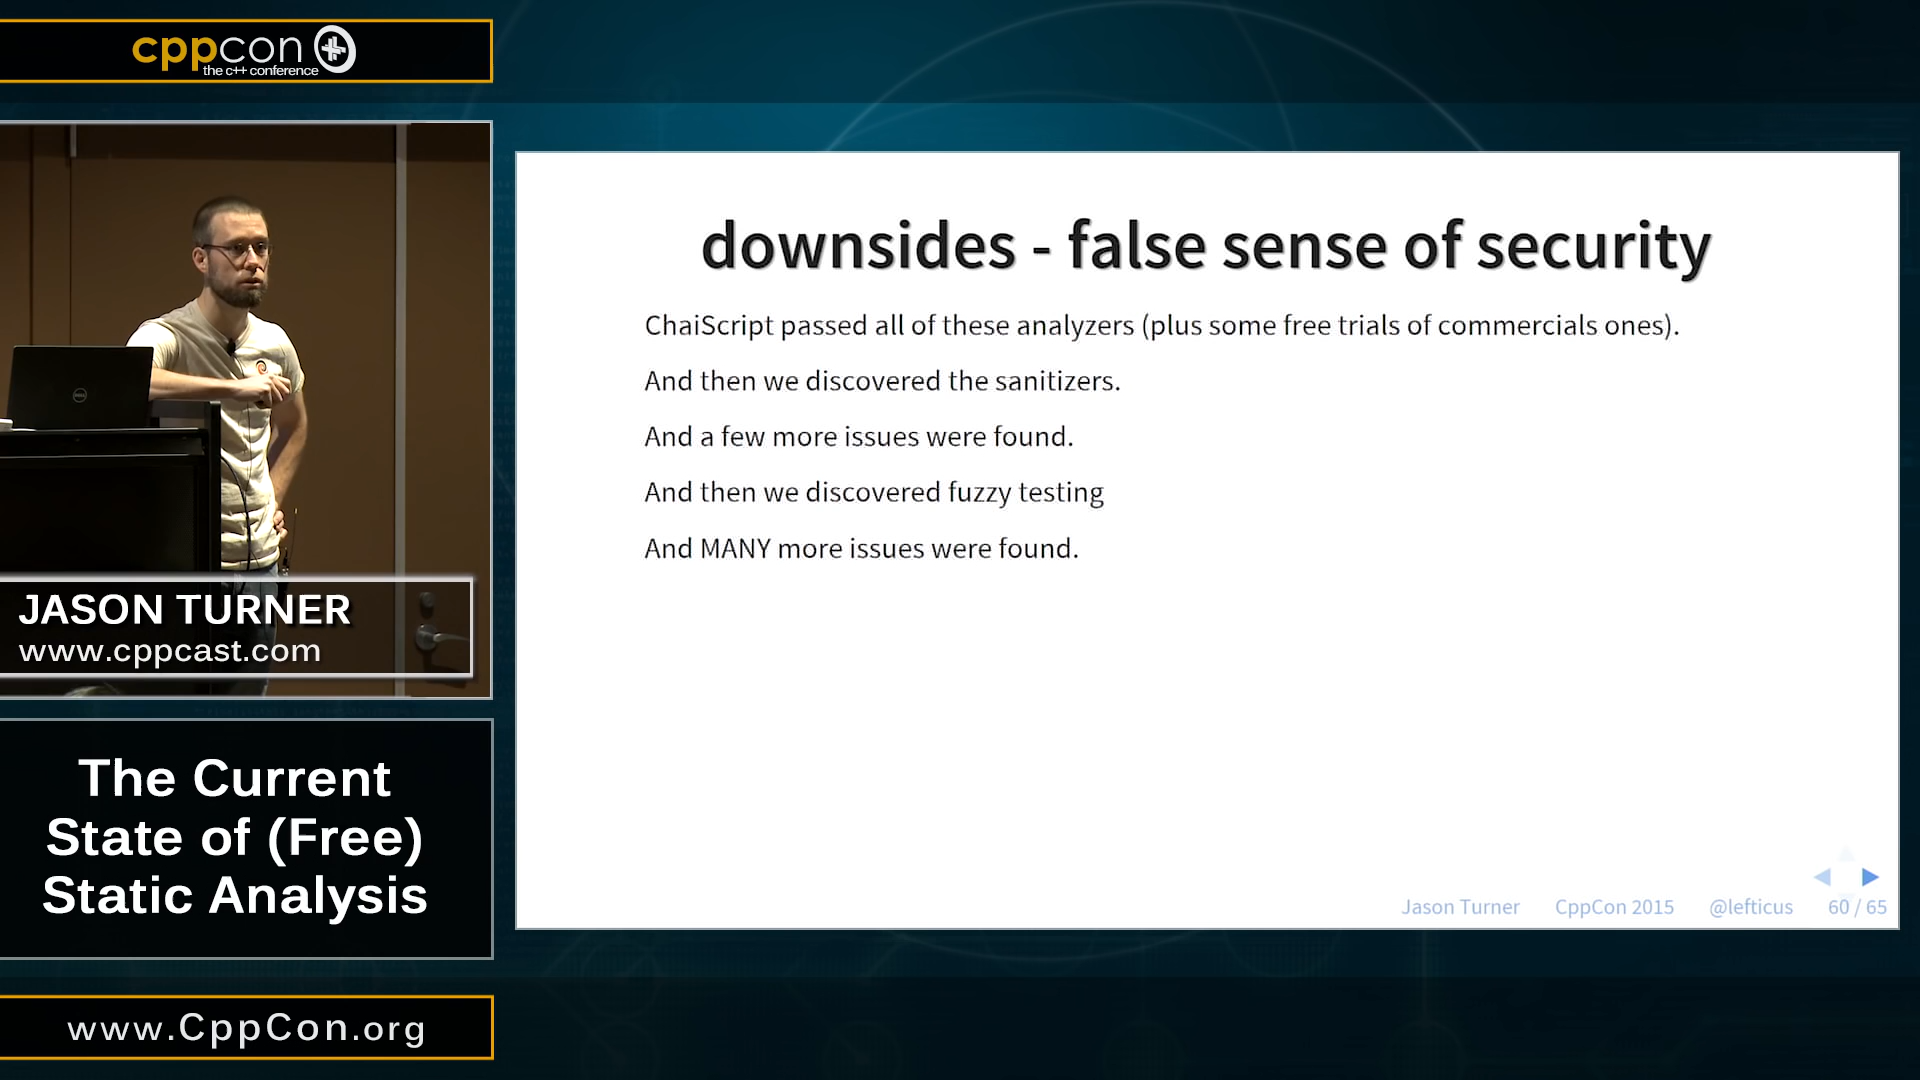 cppcon
the c++ conference
JASON TURNER
www.cppcast.com
The Current
State of (Free)
Static Analysis
www.CppCon.org
downsides - false sense of security
ChaiScript passed all of these analyzers (plus some free trials of commercials ones).
And then we discovered the sanitizers.
And a few more issues were found.
And then we discovered fuzzy testing
And MANY more issues were found.
Jason Turner CppCon 2015 @lefticus 60 / 65